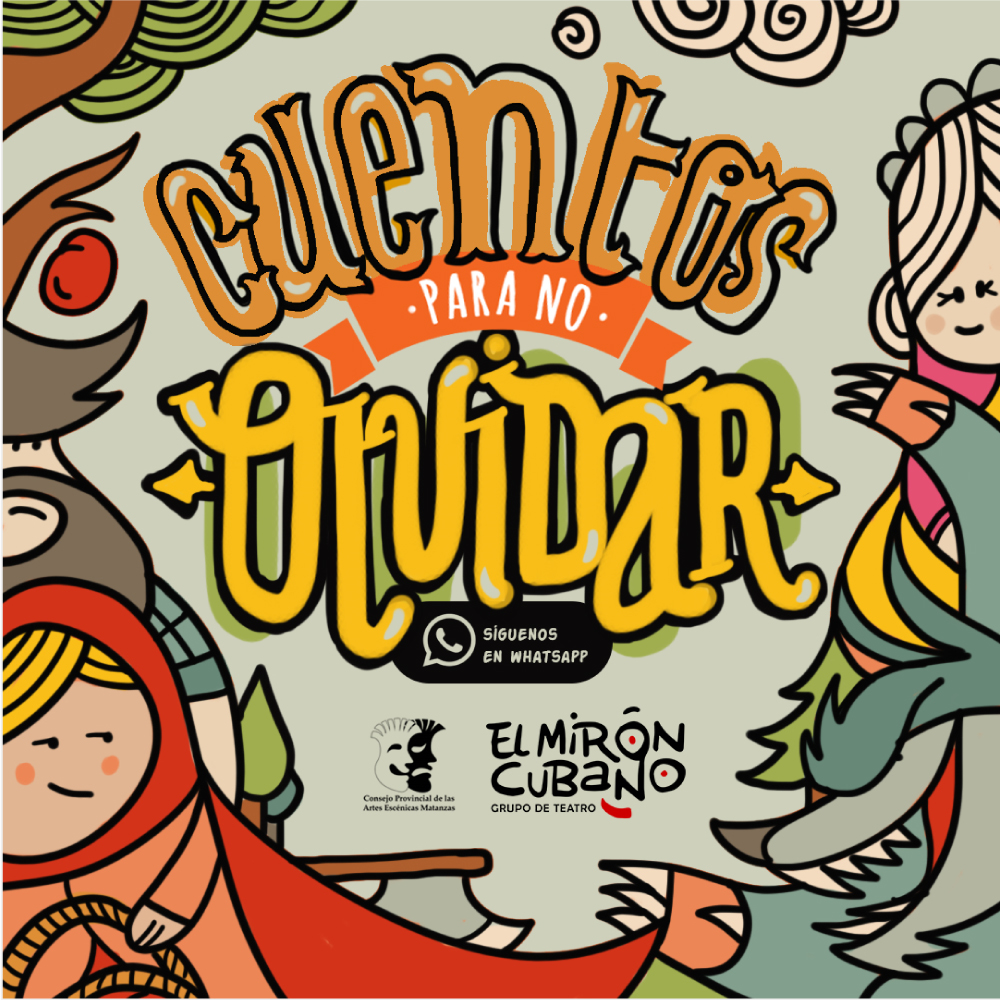 Cuentos
· PARA NO ·
OLVIDAR
SÍGUENOS
EN WHATSAPP
Consejo Provincial de las
Artes Escénicas Matanzas
EL MIRÓN
CUBANO
GRUPO DE TEATRO